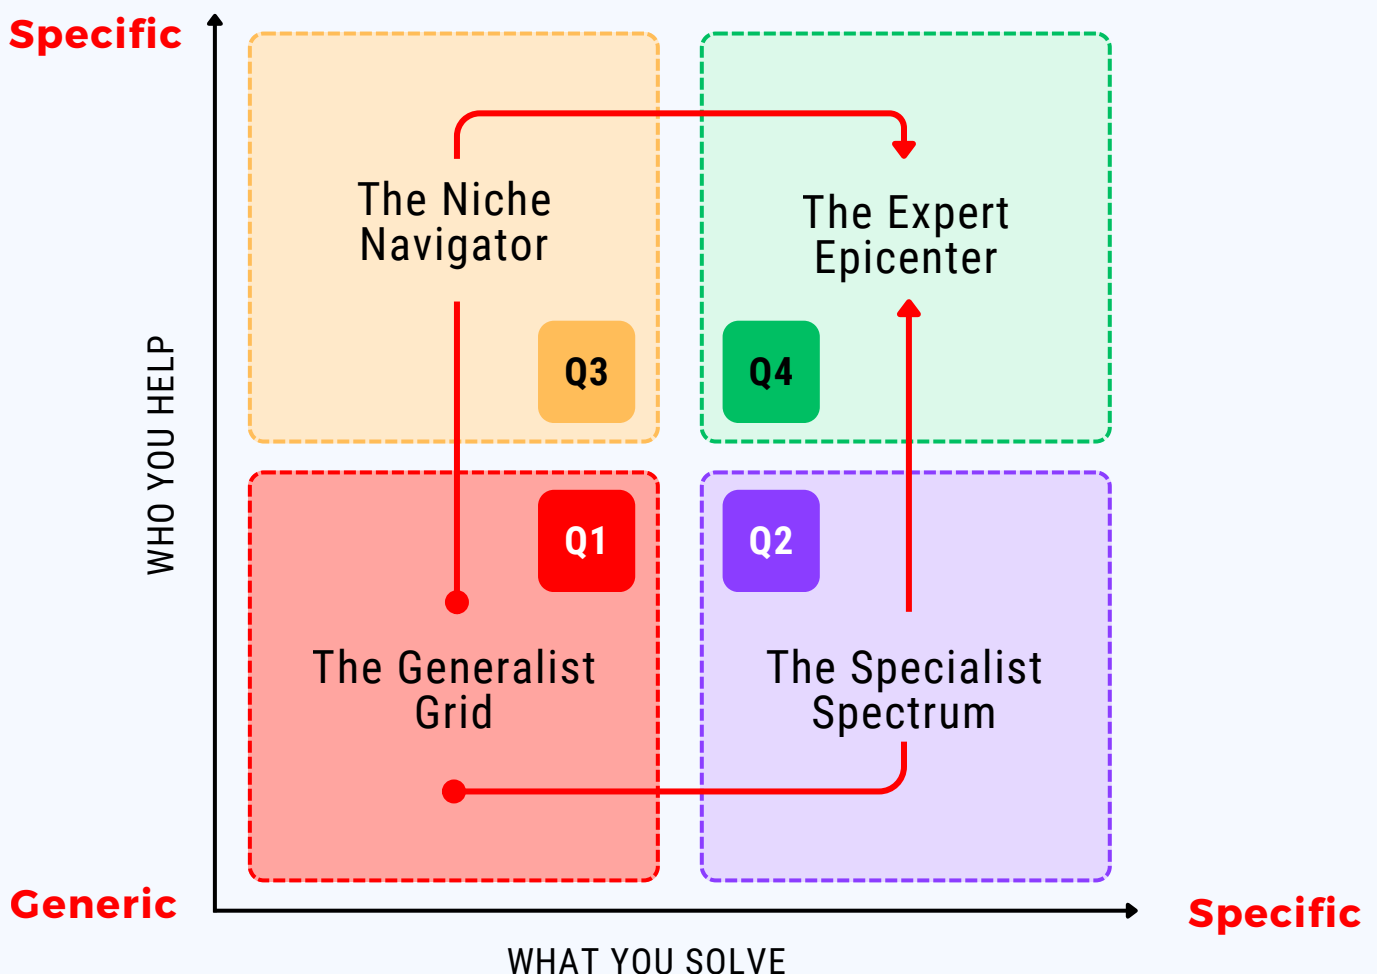 Specific
The Niche
Navigator
The Expert
Epicenter
Q3
Q4
WHO YOU HELP
Q1
Q2
The Generalist
Grid
The Specialist
Spectrum
Generic
Specific
WHAT YOU SOLVE